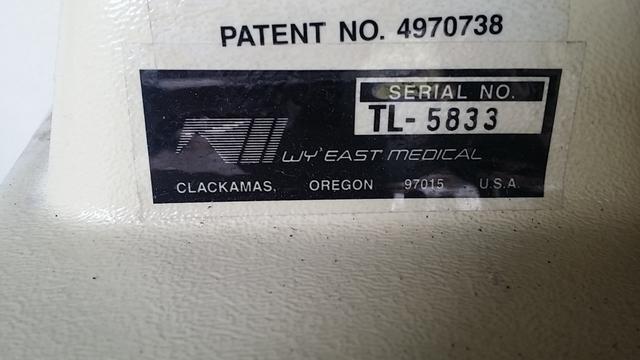 PATENT NO. 4970738
SERIAL NO.
TL- 5833
WY'EAST MEDICAL
CLACKAMAS, OREGON 97015 U.S.A.